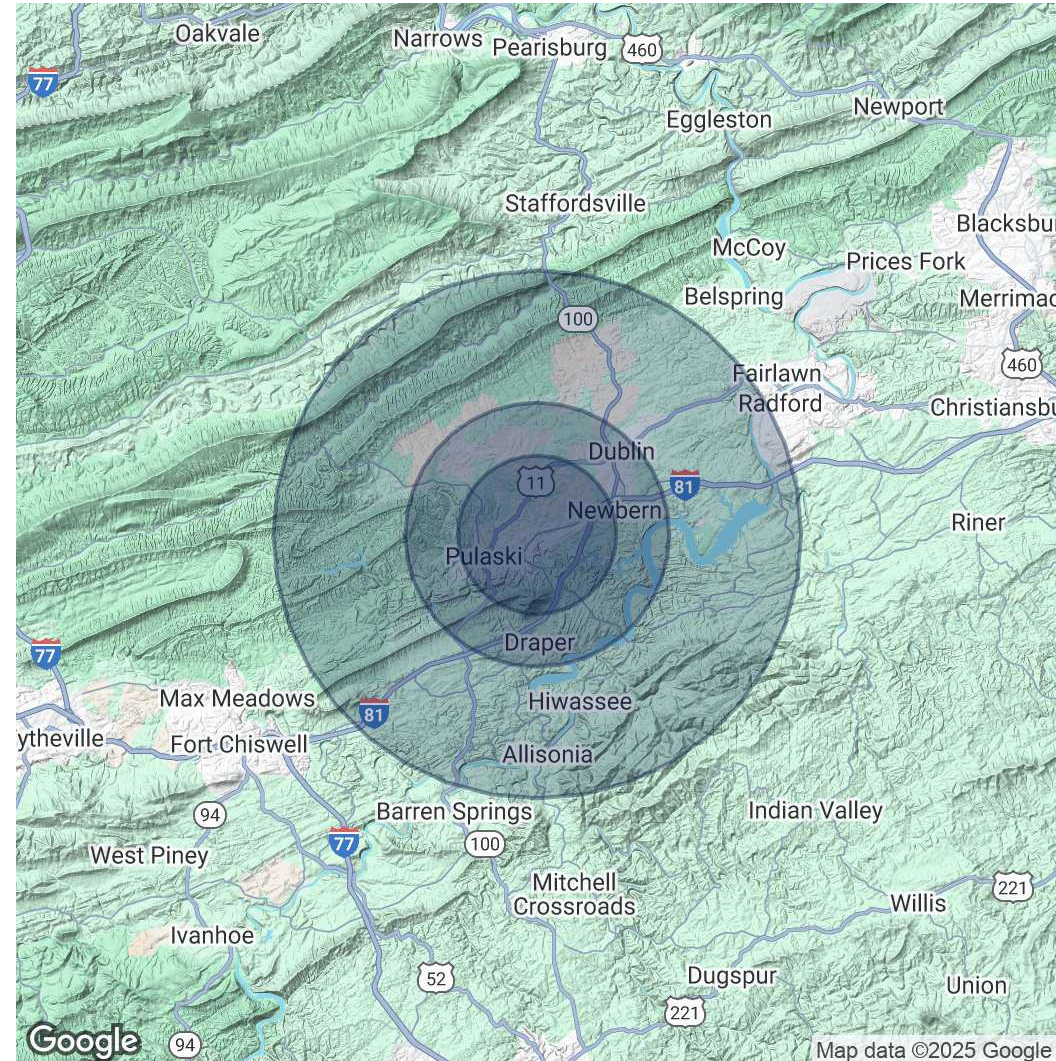 Oakvale
Narrows
Pearisburg
460
77
Newport
Eggleston
Staffordsville
Blacksbu
McCoy
Prices Fork
Belspring
Merrimac
100
460
Fairlawn
Radford
Christiansbu
Dublin
11
81
Newbern
Riner
Pulaski
Draper
77
Max Meadows
Hiwassee
81
ytheville
Fort Chiswell
Allisonia
94
Barren Springs
Indian Valley
77
100
West Piney
Mitchell
Crossroads
221
Willis
Ivanhoe
52
Dugspur
Union
221
94
Google
Map data ©2025 Google